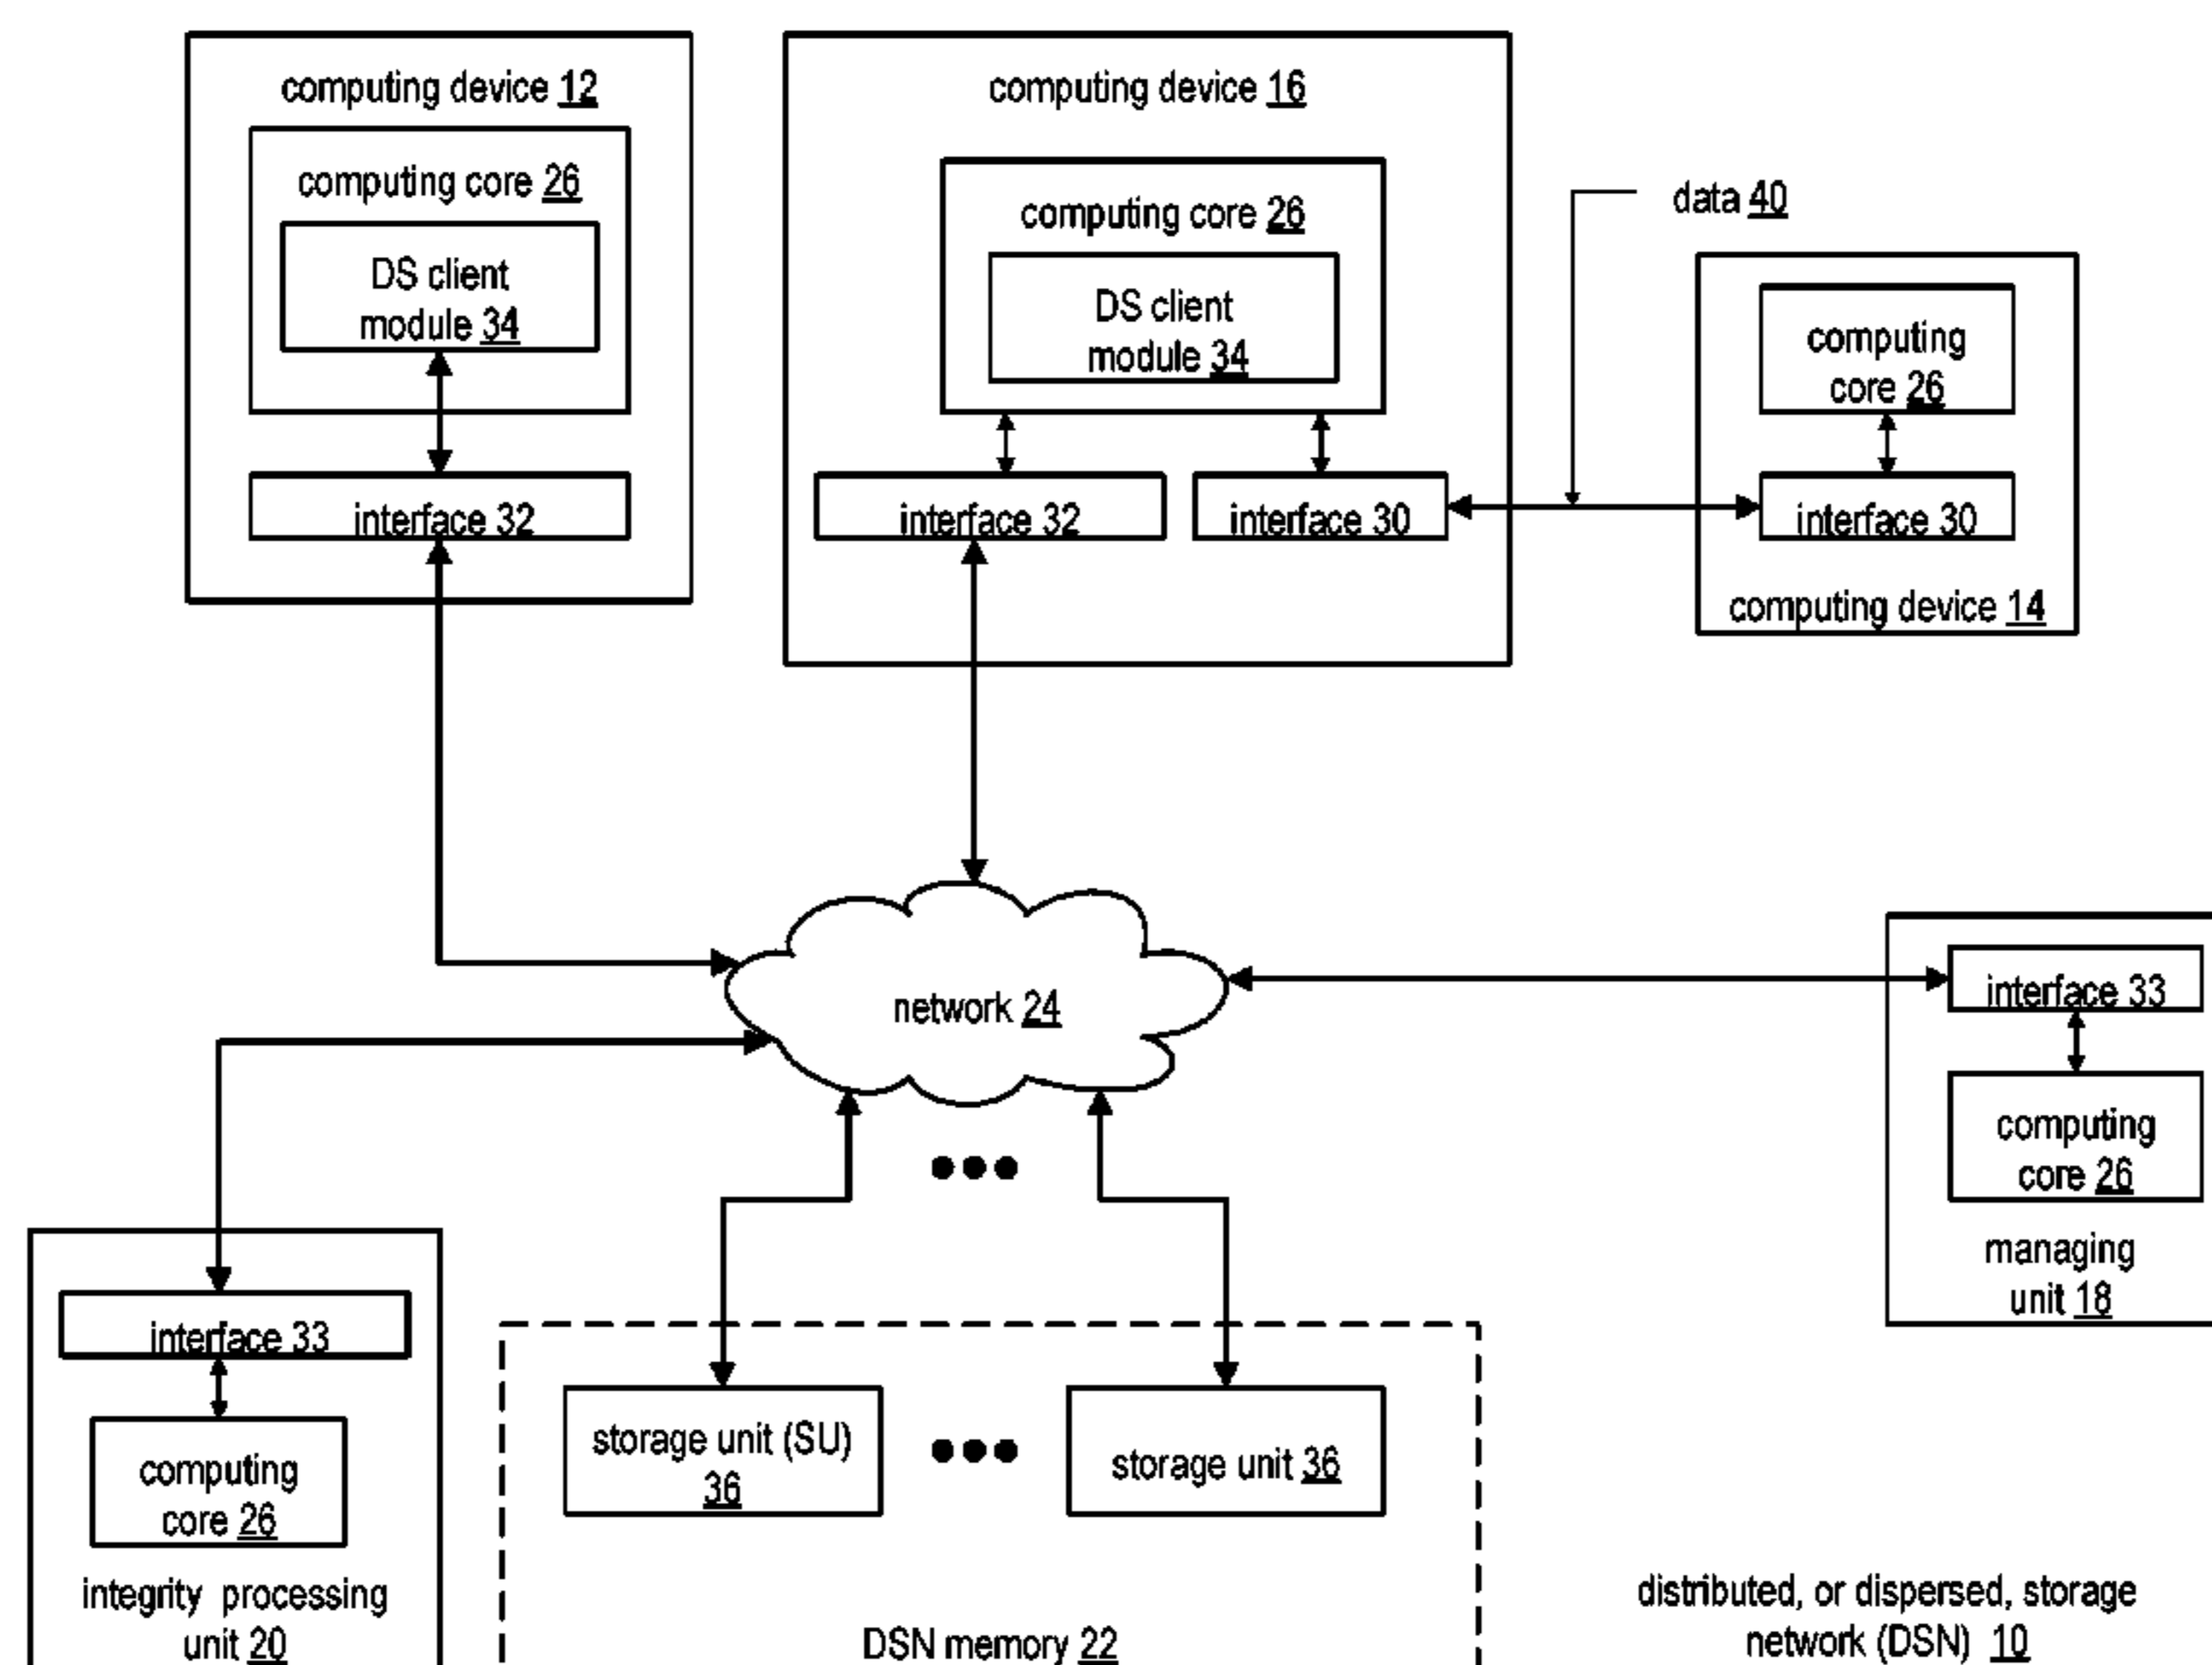 computing device 12
computing core 26
DS client
module 34
interface 32
computing device 16
computing core 26
DS client
module 34
interface 32
interface 30
data 40
computing
core 26
interface 30
computing device 14
network 24
interface 33
computing
core 26
managing
unit 18
interface 33
computing
core 26
integrity processing
unit 20
storage unit (SU)
36
storage unit 36
DSN memory 22
distributed, or dispersed, storage
network (DSN) 10